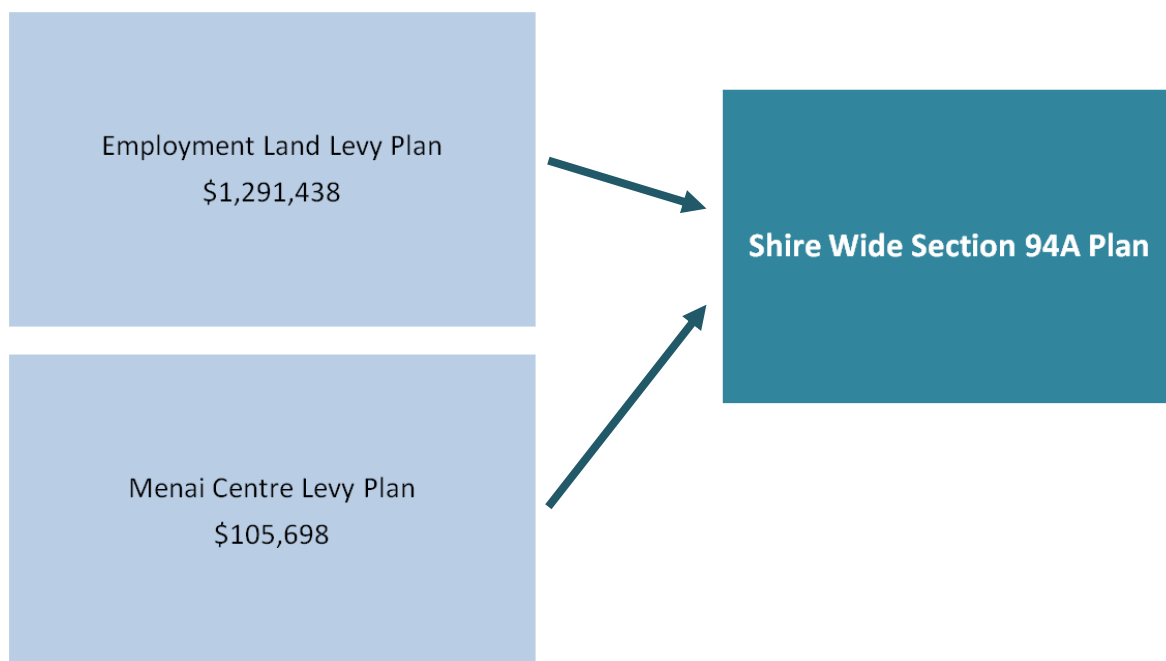 Employment Land Levy Plan
$1,291,438
Shire Wide Section 94A Plan
Menai Centre Levy Plan
$105,698